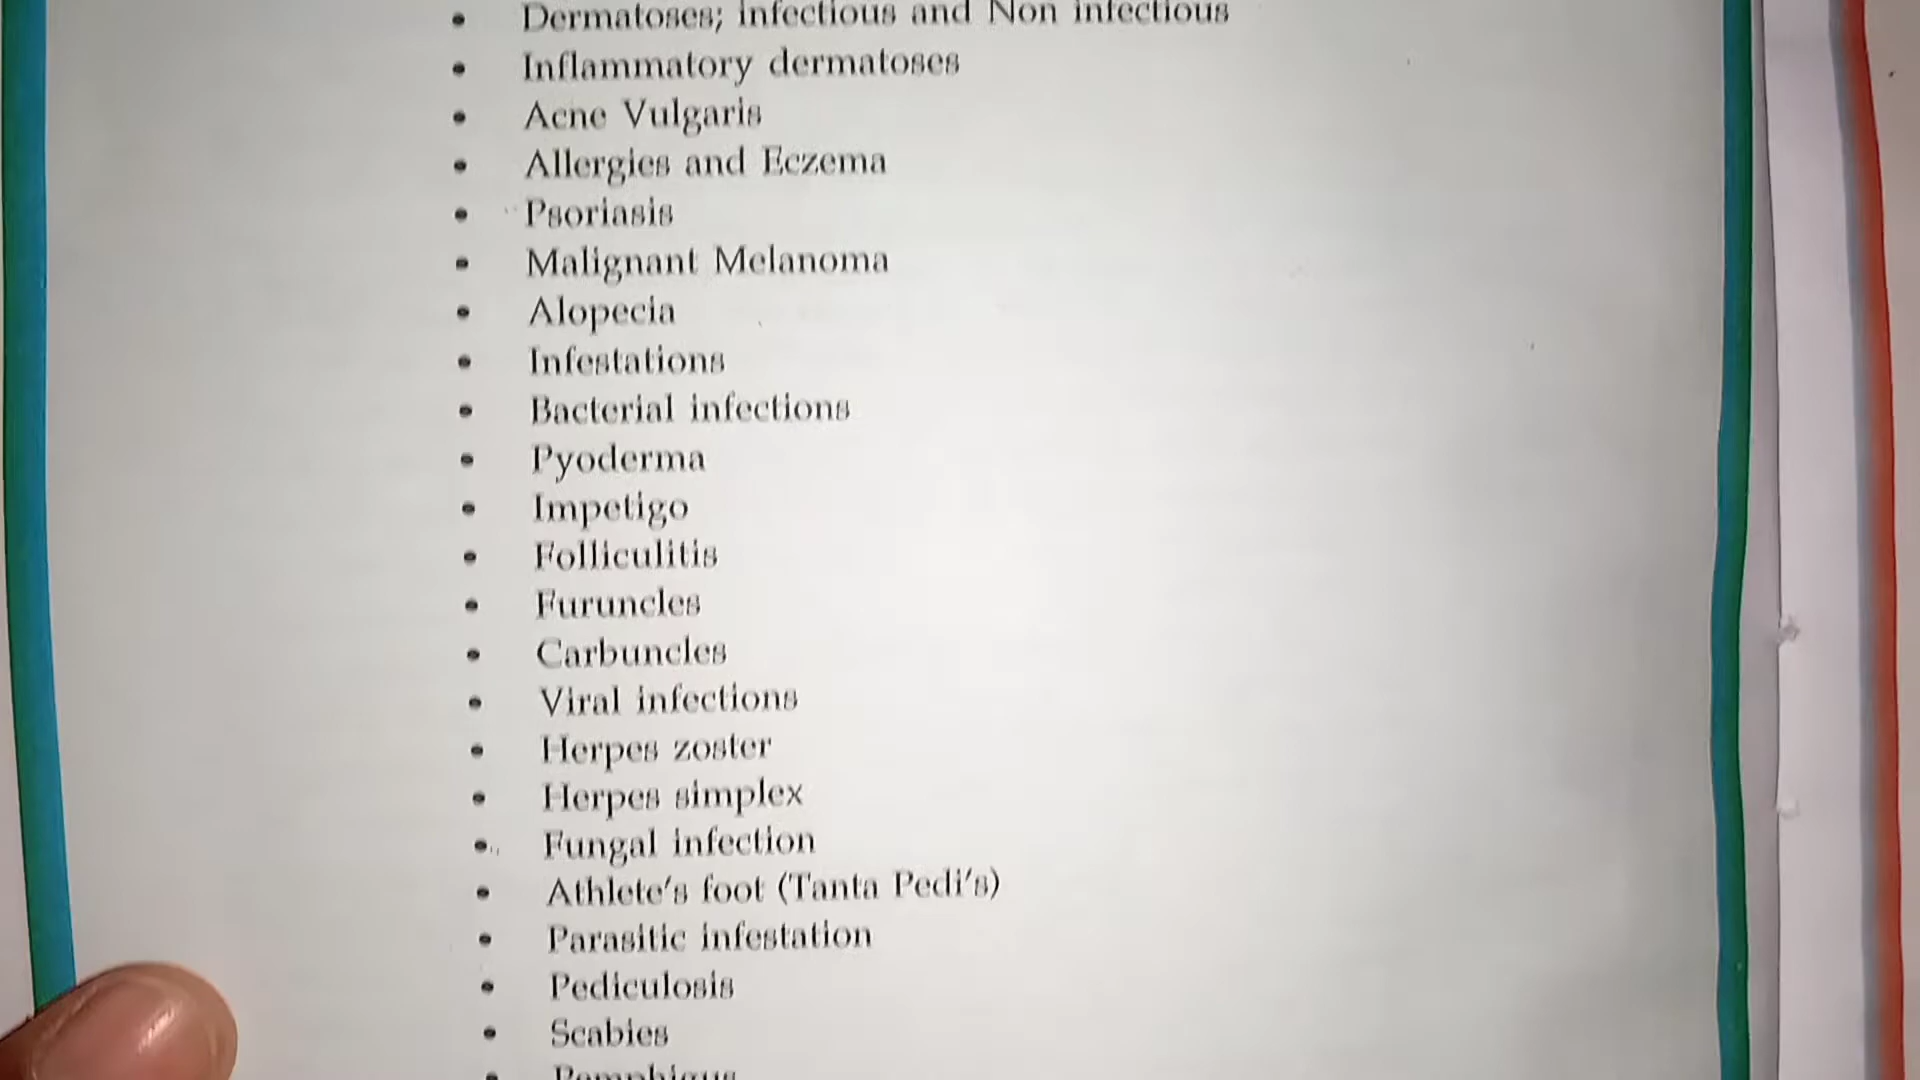 • Dermatoses; infectious and Non infectious
• Inflammatory dermatoses
• Acne Vulgaris
• Allergies and Eczema
• Psoriasis
• Malignant Melanoma
• Alopecia
• Infestations
• Bacterial infections
• Pyoderma
• Impetigo
• Folliculitis
• Furuncles
• Carbuncles
• Viral infections
• Herpes zoster
• Herpes simplex
• Fungal infection
• Athlete's foot (Tanta Pedi's)
• Parasitic infestation
• Pediculosis
• Scabies
• Pemphigus